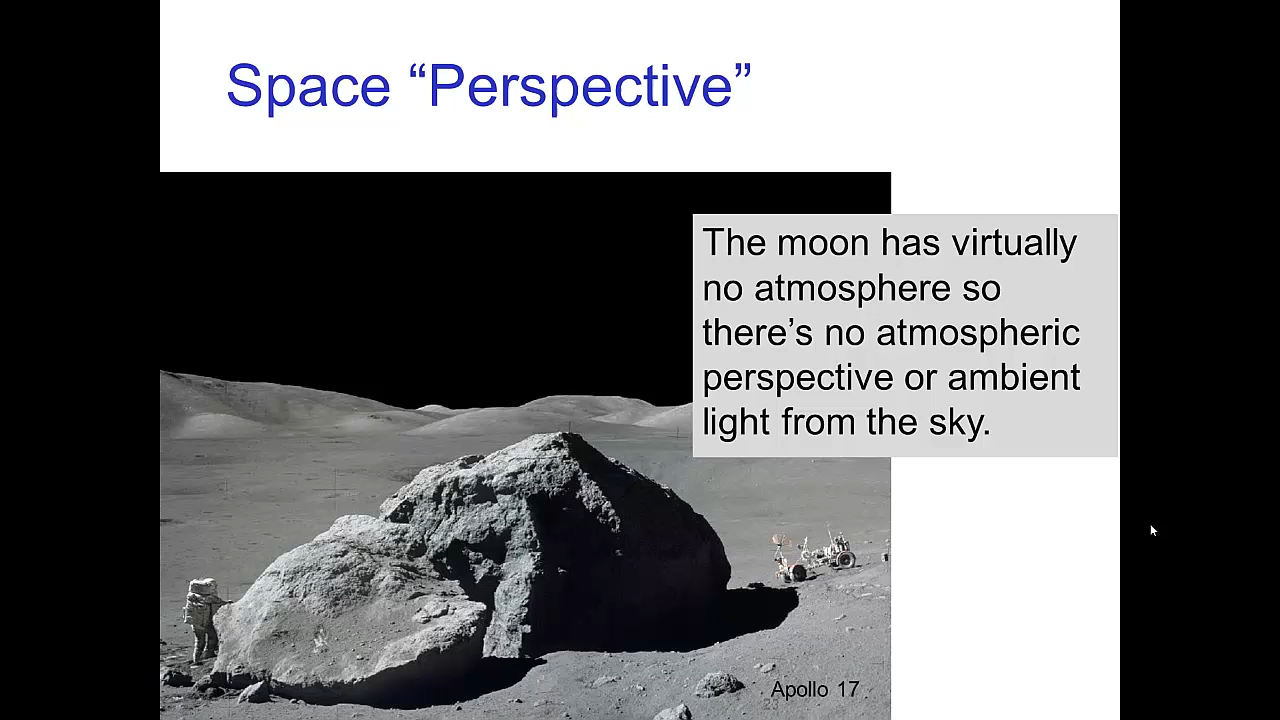 Space “Perspective”
The moon has virtually
no atmosphere so
there’s no atmospheric
perspective or ambient
light from the sky.
Apollo 17
23